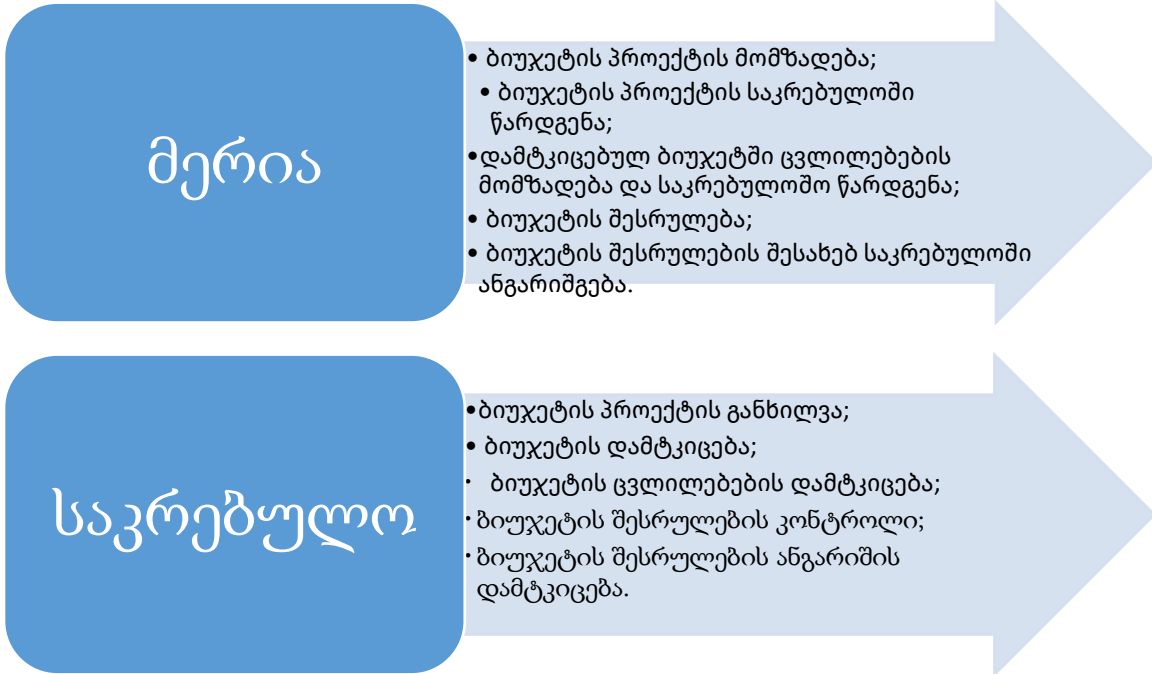 მერია
• ბიუჯეტის პროექტის მომზადება;
• ბიუჯეტის პროექტის საკრებულოში
წარდგენა;
•დამტკიცებულ ბიუჯეტში ცვლილებების
მომზადება და საკრებულოშო წარდგენა;
• ბიუჯეტის შესრულება;
• ბიუჯეტის შესრულების შესახებ საკრებულოში
ანგარიშგება.
საკრებულო
•ბიუჯეტის პროექტის განხილვა;
• ბიუჯეტის დამტკიცება;
• ბიუჯეტის ცვლილებების დამტკიცება;
• ბიუჯეტის შესრულების კონტროლი;
• ბიუჯეტის შესრულების ანგარიშის
დამტკიცება.